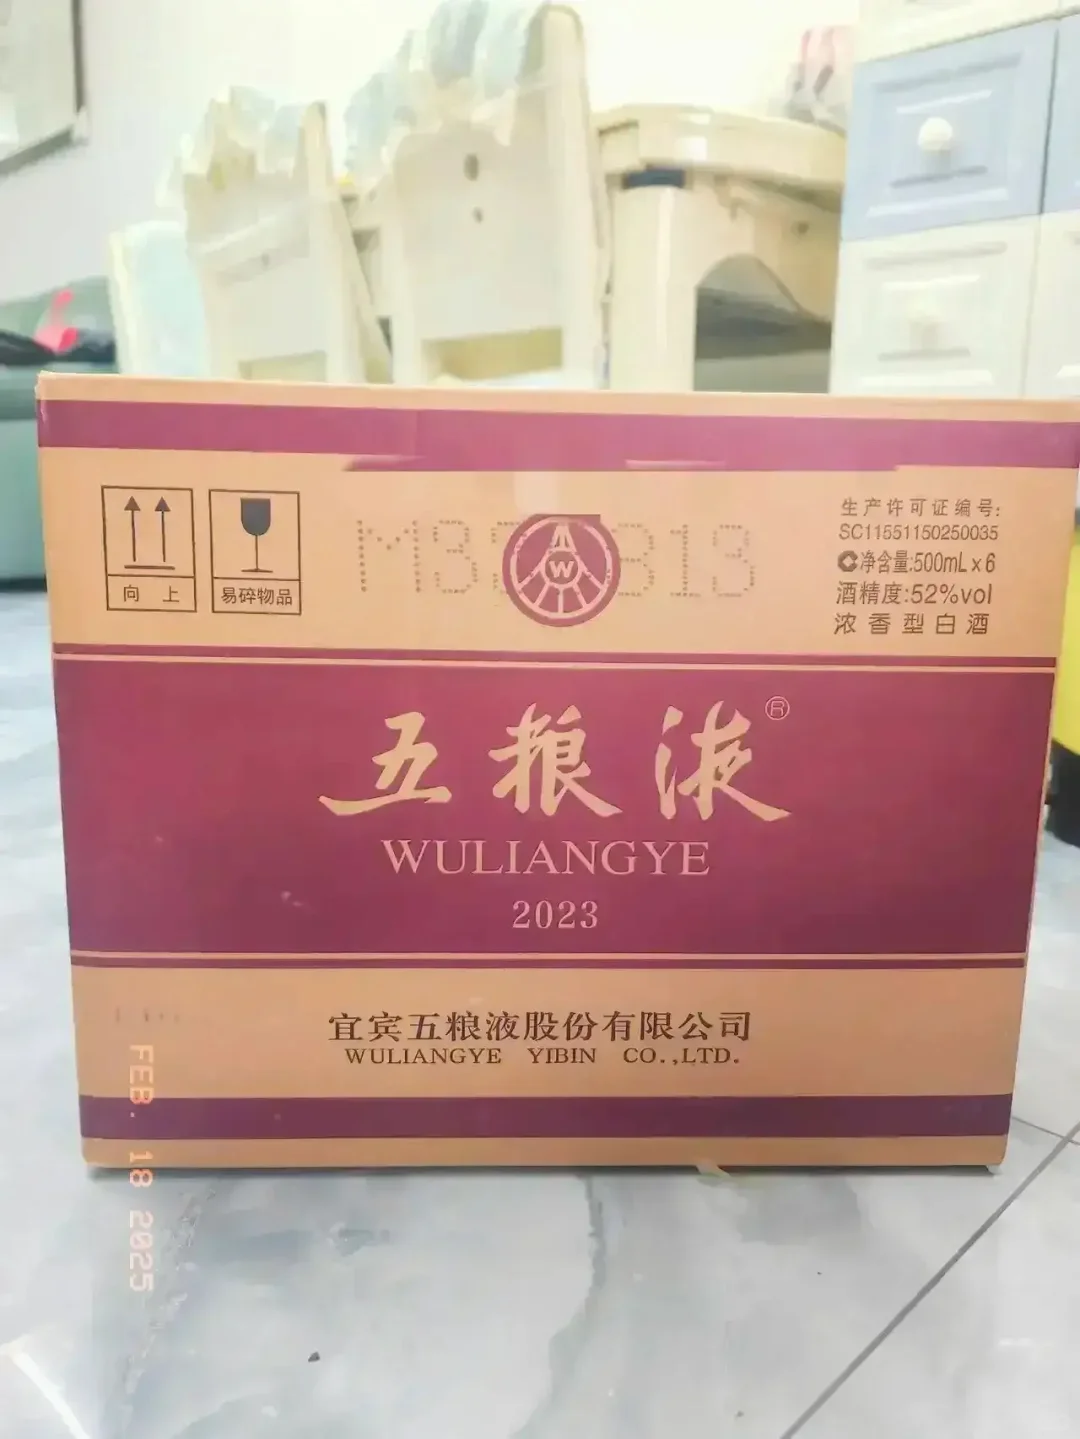 向 上
易碎物品
W
生产许可证编号:
SC11551150250035
净含量:500mL×6
酒精度:52%vol
浓香型白酒
五粮液®
WULIANGYE
2023
宜宾五粮液股份有限公司
WULIANGYE YIBIN CO.,LTD.
FEB. 18 2025